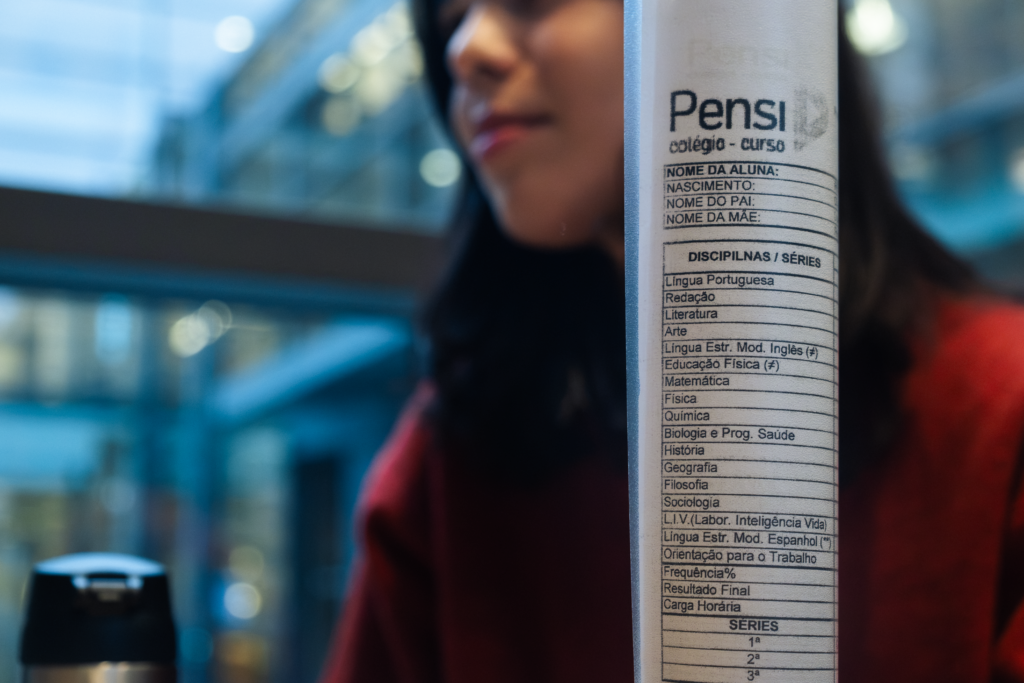 Pensi
colégio - curso
NOME DA ALUNA:
NASCIMENTO:
NOME DO PAI:
NOME DA MÃE:
DISCIPILNAS / SÉRIES
Língua Portuguesa
Redação
Literatura
Arte
Língua Estr. Mod. Inglês (≠)
Educação Física (≠)
Matemática
Física
Química
Biologia e Prog. Saúde
História
Geografia
Filosofia
Sociologia
L.I.V.(Labor. Inteligência Vida)
Língua Estr. Mod. Espanhol (**)
Orientação para o Trabalho
Frequência%
Resultado Final
Carga Horária
SÉRIES
1ª
2ª
3ª